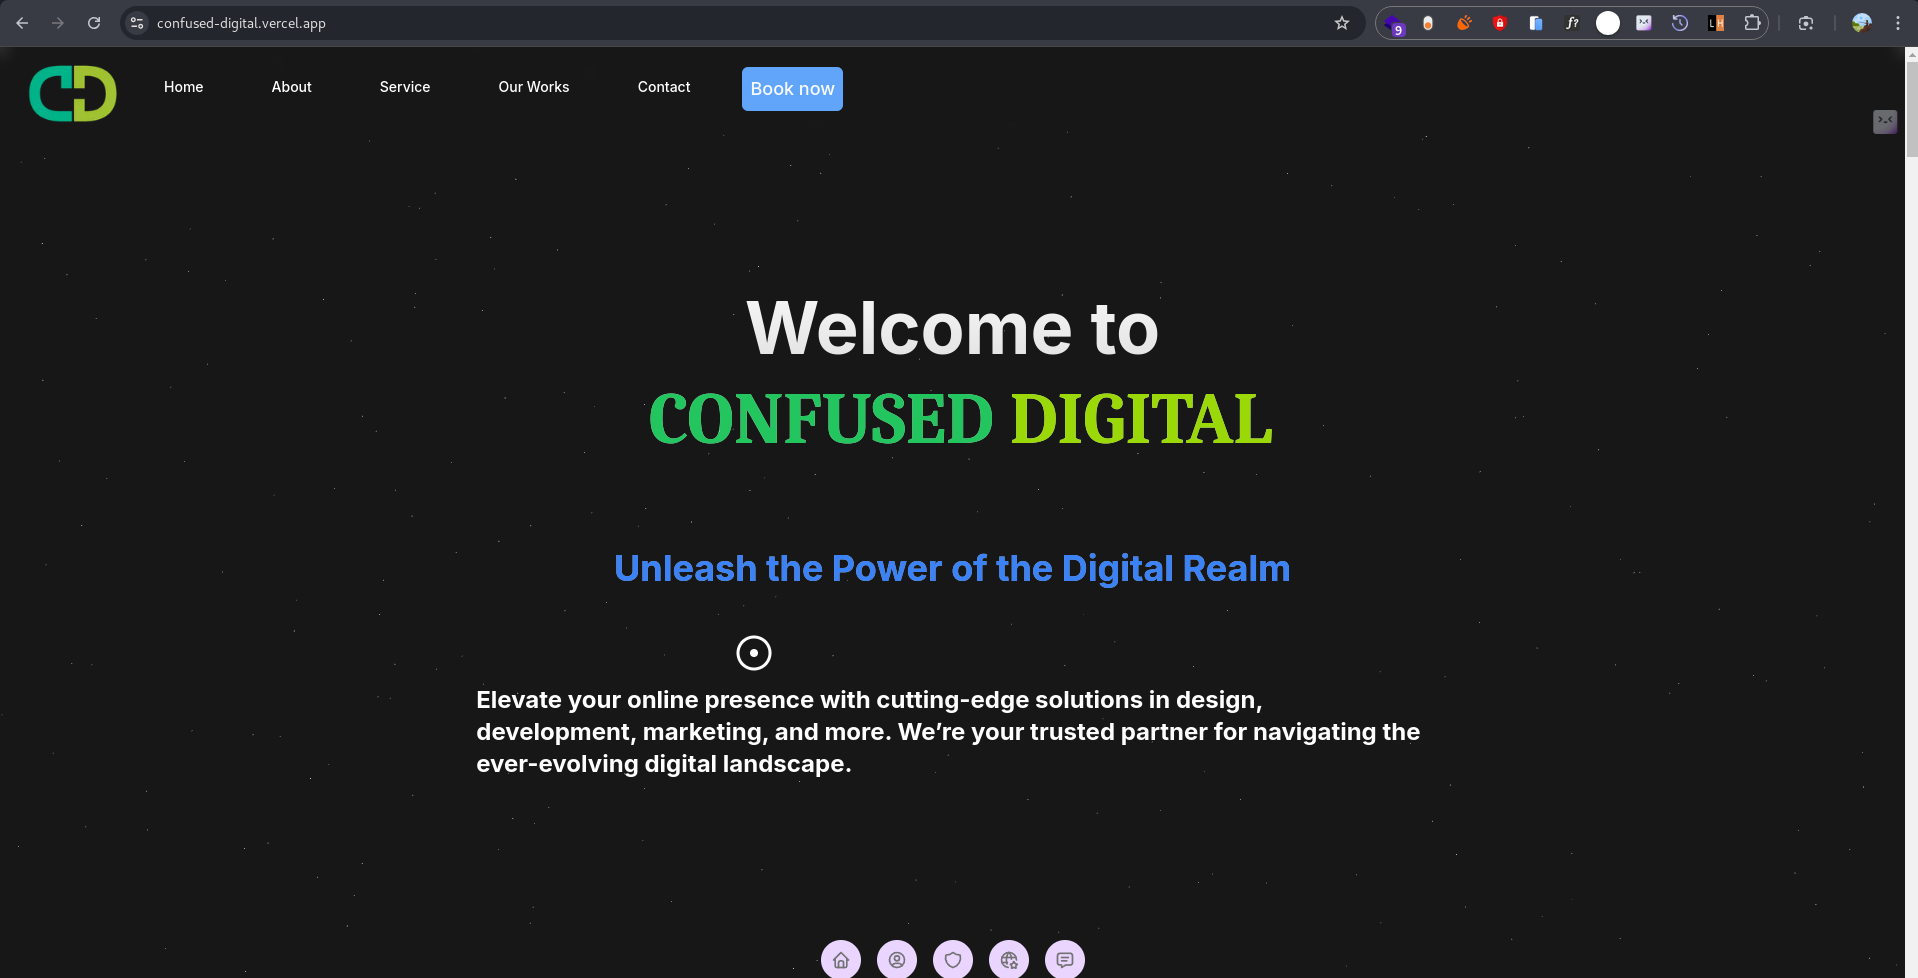 confused-digital.vercel.app
9
f?
LH
CD
Home
About
Service
Our Works
Contact
Book now
Welcome to
CONFUSED DIGITAL
Unleash the Power of the Digital Realm
Elevate your online presence with cutting-edge solutions in design,
development, marketing, and more. We’re your trusted partner for navigating the
ever-evolving digital landscape.